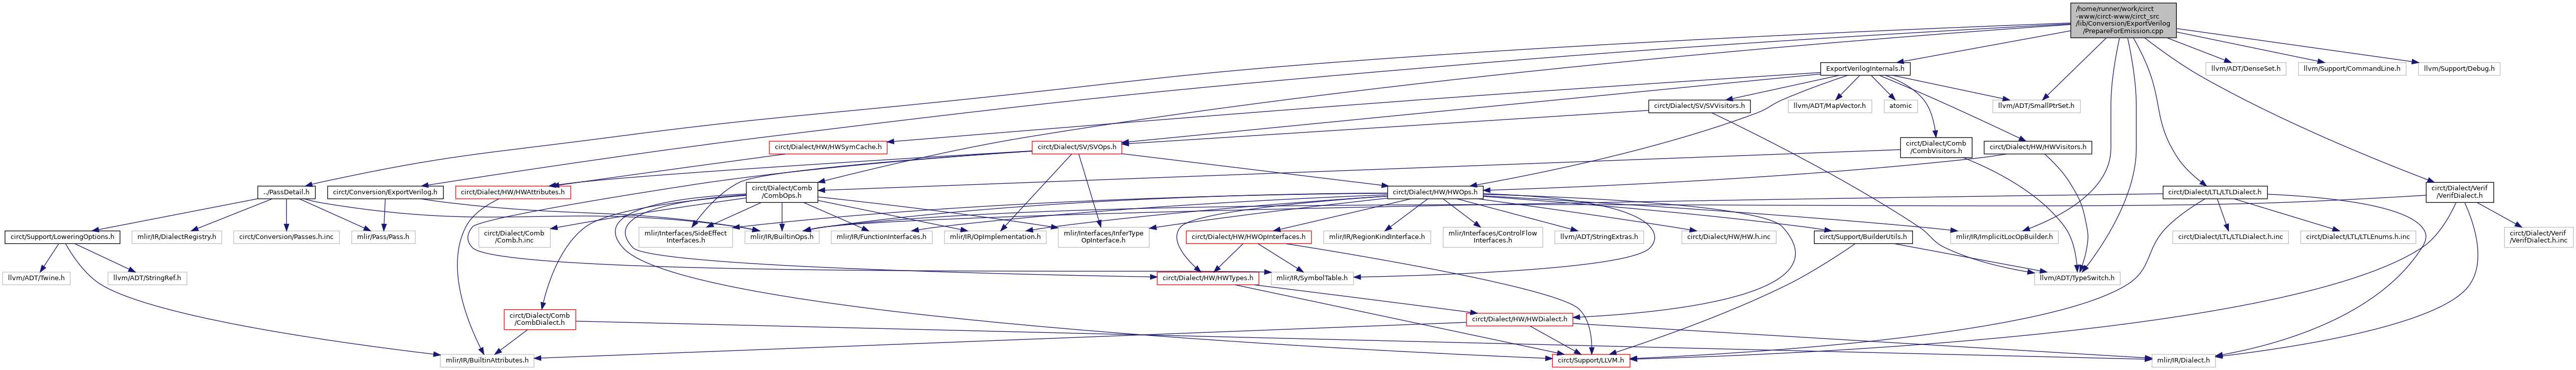 /home/runner/work/circt
-www/circt-www/circt_src
/lib/Conversion/ExportVerilog
/PrepareForEmission.cpp
ExportVerilogInternals.h
llvm/ADT/DenseSet.h
llvm/Support/CommandLine.h
llvm/Support/Debug.h
circt/Dialect/SV/SVVisitors.h
llvm/ADT/MapVector.h
atomic
llvm/ADT/SmallPtrSet.h
circt/Dialect/HW/HWSymCache.h
circt/Dialect/SV/SVOps.h
circt/Dialect/Comb
/CombVisitors.h
circt/Dialect/HW/HWVisitors.h
../PassDetail.h
circt/Conversion/ExportVerilog.h
circt/Dialect/HW/HWAttributes.h
circt/Dialect/Comb
/CombOps.h
circt/Dialect/HW/HWOps.h
circt/Dialect/LTL/LTLDialect.h
circt/Dialect/Verif
/VerifDialect.h
circt/Support/LoweringOptions.h
mlir/IR/DialectRegistry.h
circt/Conversion/Passes.h.inc
mlir/Pass/Pass.h
circt/Dialect/Comb
/Comb.h.inc
mlir/Interfaces/SideEffect
Interfaces.h
mlir/IR/BuiltinOps.h
mlir/IR/FunctionInterfaces.h
mlir/IR/OpImplementation.h
mlir/Interfaces/InferType
OpInterface.h
circt/Dialect/HW/HWOpInterfaces.h
mlir/IR/RegionKindInterface.h
mlir/Interfaces/ControlFlow
Interfaces.h
llvm/ADT/StringExtras.h
circt/Dialect/HW/HW.h.inc
circt/Support/BuilderUtils.h
mlir/IR/ImplicitLocOpBuilder.h
circt/Dialect/LTL/LTLDialect.h.inc
circt/Dialect/LTL/LTLEnums.h.inc
circt/Dialect/Verif
/VerifDialect.h.inc
llvm/ADT/Twine.h
llvm/ADT/StringRef.h
circt/Dialect/HW/HWTypes.h
mlir/IR/SymbolTable.h
llvm/ADT/TypeSwitch.h
circt/Dialect/Comb
/CombDialect.h
circt/Dialect/HW/HWDialect.h
mlir/IR/BuiltinAttributes.h
circt/Support/LLVM.h
mlir/IR/Dialect.h